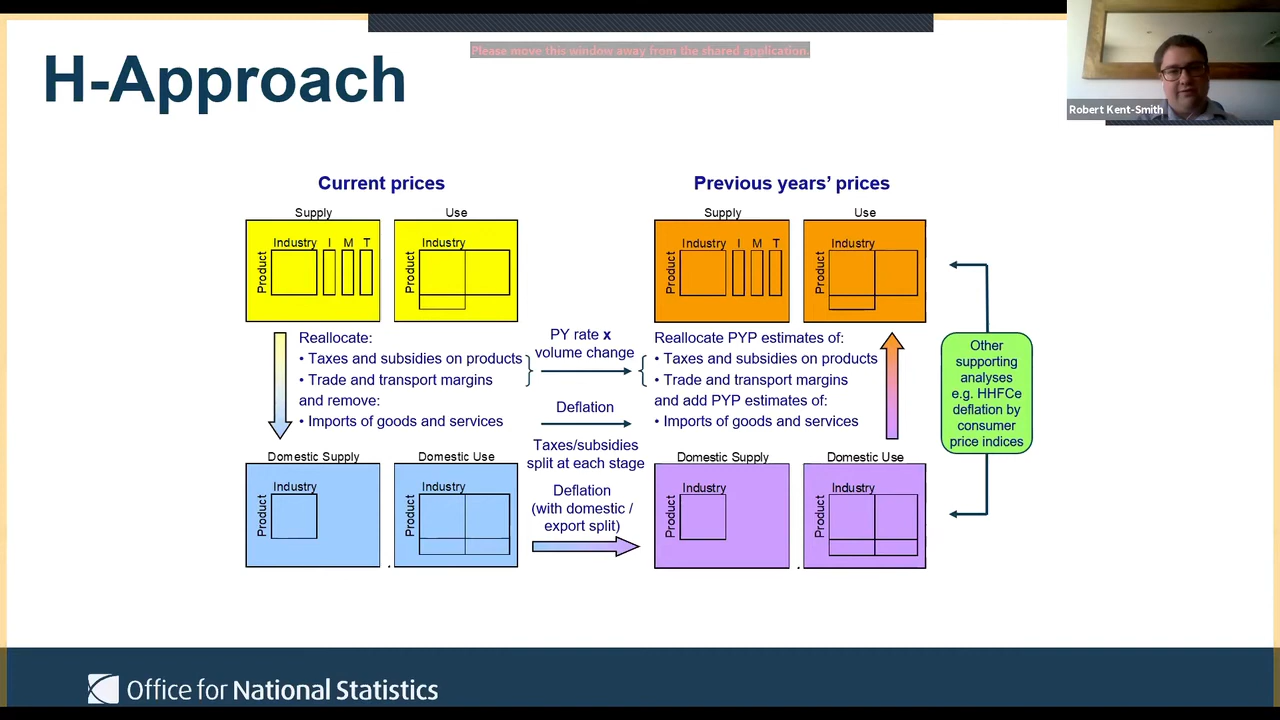 Please move this window away from the shared application.
Robert Kent-Smith
H-Approach
Current prices
Previous years' prices
Supply
Use
Industry I M T
Product
Industry
Product
Supply
Use
Industry I M T
Product
Industry
Product
Reallocate:
• Taxes and subsidies on products
• Trade and transport margins
and remove:
• Imports of goods and services
PY rate x
volume change
Deflation
Taxes/subsidies
split at each stage
Deflation
(with domestic /
export split)
Reallocate PYP estimates of:
• Taxes and subsidies on products
• Trade and transport margins
and add PYP estimates of:
• Imports of goods and services
Other
supporting
analyses
e.g. HHFCe
deflation by
consumer
price indices
Domestic Supply
Domestic Use
Industry
Product
Industry
Product
.
Domestic Supply
Domestic Use
Industry
Product
Industry
Product
.
Office for National Statistics